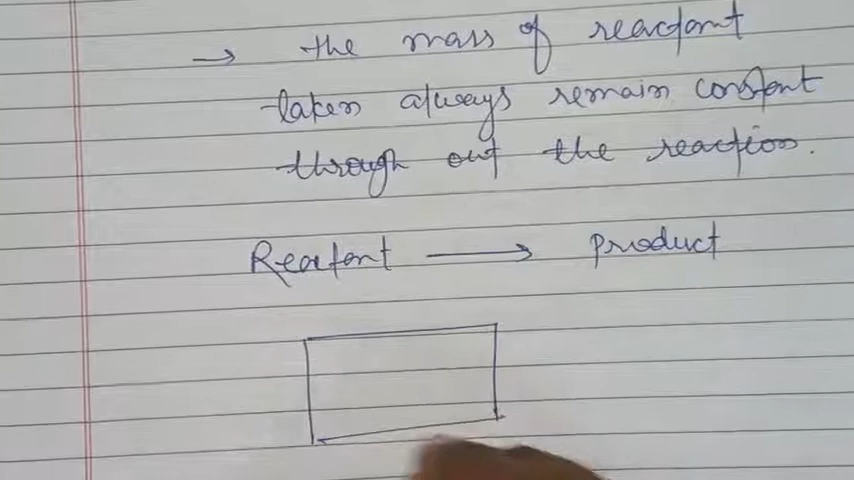 → the mass of reactant
taken always remain constant
through out the reaction.
Reactant → product